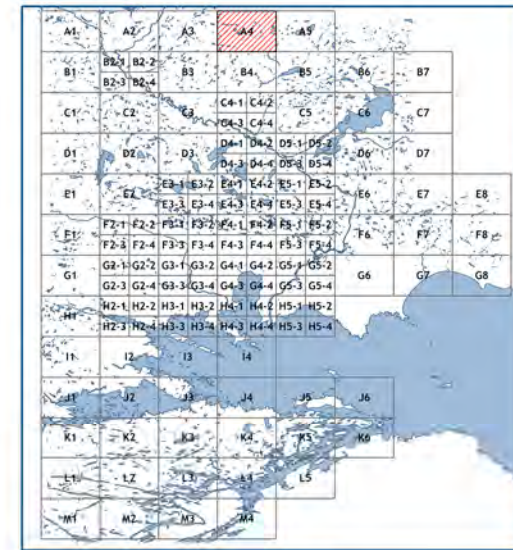 A1 A2 A3 A4 A5
B2-1 B2-2
B1 B3 B4 B5 B6 B7
B2-3 B2-4
C4-1 C4-2
C1 C2 C3 C5 C6 C7
C4-3 C4-4
D4-1 D4-2 D5-1 D5-2
D1 D2 D3 D6 D7
D4-3 D4-4 D5-3 D5-4
E3-1 E3-2 E4-1 E4-2 E5-1 E5-2
E1 E2 E6 E7 E8
E3-3 E3-4 E4-3 E4-4 E5-3 E5-4
F2-1 F2-2 F3-1 F3-2 F4-1 F4-2 F5-1 F5-2
F1 F6 F7 F8
F2-3 F2-4 F3-3 F3-4 F4-3 F4-4 F5-3 F5-4
G2-1 G2-2 G3-1 G3-2 G4-1 G4-2 G5-1 G5-2
G1 G6 G7 G8
G2-3 G2-4 G3-3 G3-4 G4-3 G4-4 G5-3 G5-4
H2-1 H2-2 H3-1 H3-2 H4-1 H4-2 H5-1 H5-2
H1
H2-3 H2-4 H3-3 H3-4 H4-3 H4-4 H5-3 H5-4
I1 I2 I3 I4
J1 J2 J3 J4 J5 J6
K1 K2 K3 K4 K5 K6
L1 L2 L3 L4 L5
M1 M2 M3 M4